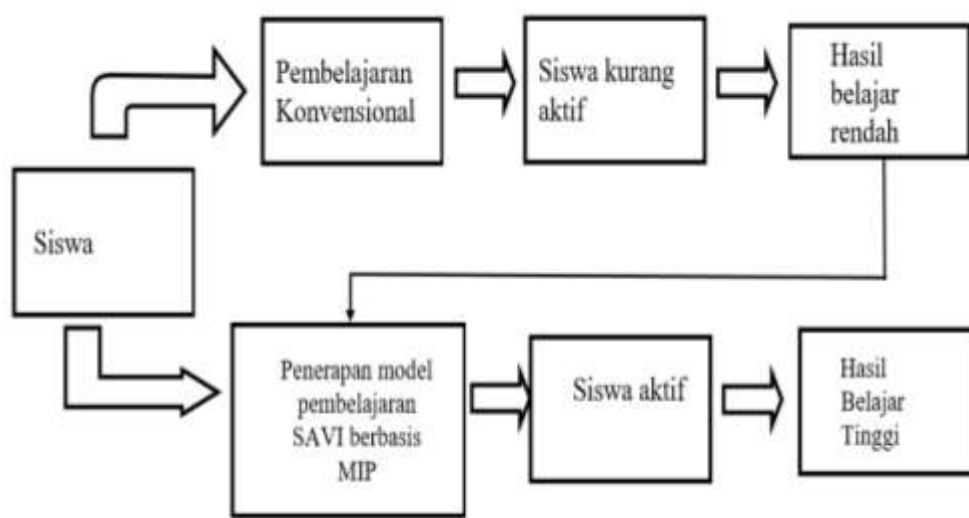 Pembelajaran
Konvensional
Siswa kurang
aktif
Hasil
belajar
rendah
Siswa
Penerapan model
pembelajaran
SAVI berbasis
MIP
Siswa aktif
Hasil
Belajar
Tinggi